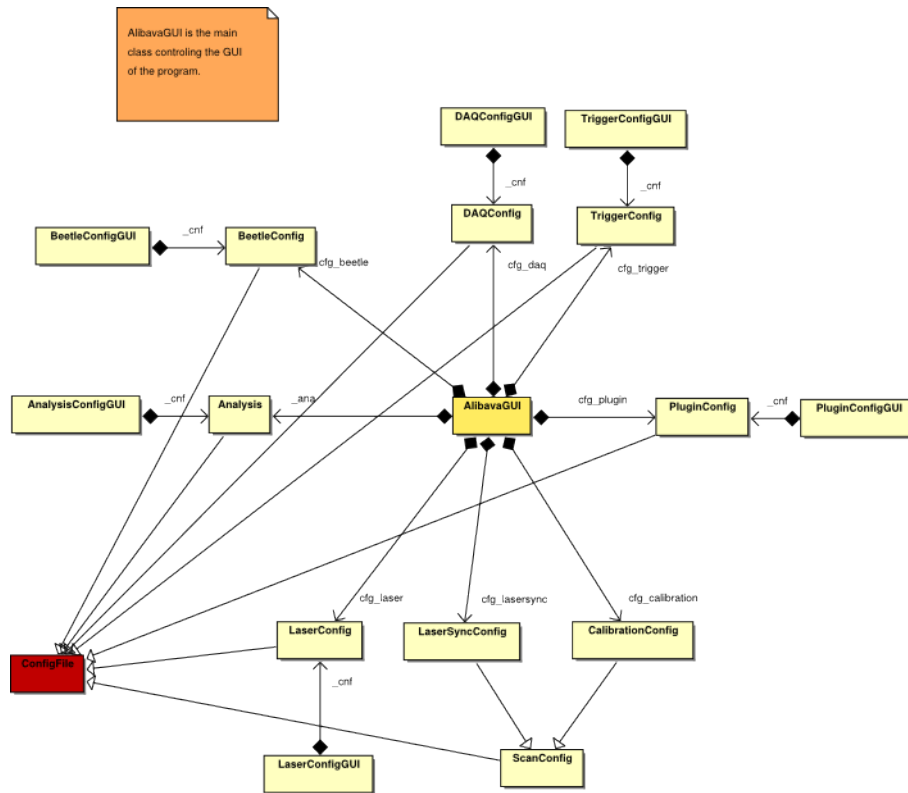 AlibavaGUI is the main
class controling the GUI
of the program.
DAQConfigGUI
TriggerConfigGUI
_cnf
_cnf
DAQConfig
TriggerConfig
BeetleConfigGUI
_cnf
BeetleConfig
cfg_beetle
cfg_daq
cfg_trigger
AnalysisConfigGUI
_cnf
Analysis
_ana
AlibavaGUI
cfg_plugin
PluginConfig
_cnf
PluginConfigGUI
cfg_laser
cfg_lasersync
cfg_calibration
LaserConfig
LaserSyncConfig
CalibrationConfig
ConfigFile
_cnf
LaserConfigGUI
ScanConfig